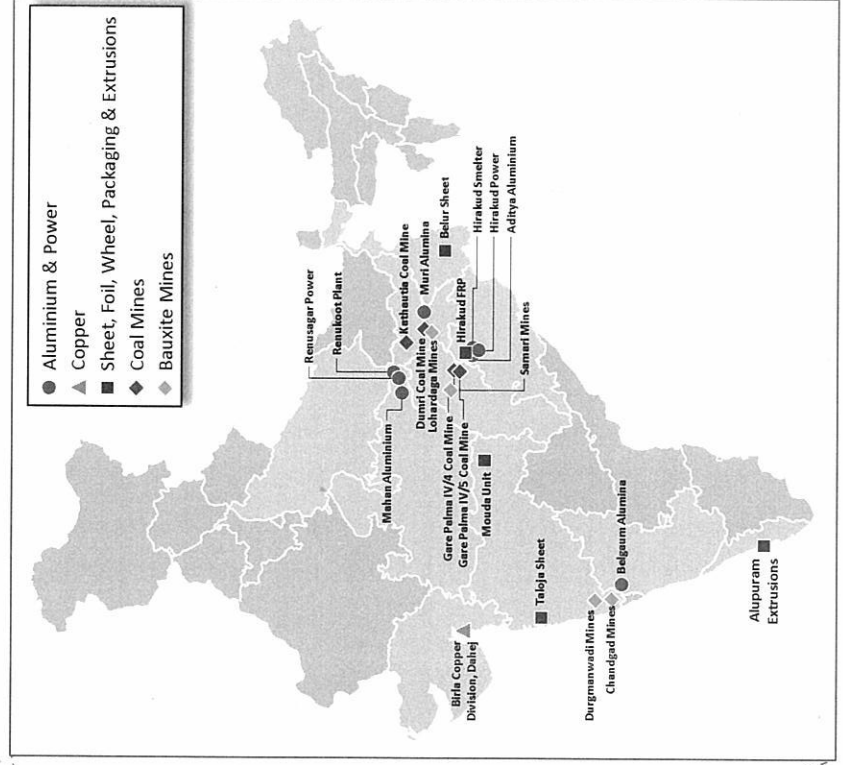 Aluminium & Power
Copper
Sheet, Foil, Wheel, Packaging & Extrusions
Coal Mines
Bauxite Mines
Renusagar Power
Renukoot Plant
Mahan Aluminium
Kathautia Coal Mine
Muri Alumina
Dumri Coal Mine
Lohardaga Mines
Belur Sheet
Gare Palma IV/4 Coal Mine
Gare Palma IV/5 Coal Mine
Hirakud FRP
Hirakud Smelter
Hirakud Power
Aditya Aluminium
Samari Mines
Mouda Unit
Birla Copper
Division, Dahej
Taloja Sheet
Durgmanwadi Mines
Chandgad Mines
Belgaum Alumina
Alupuram
Extrusions